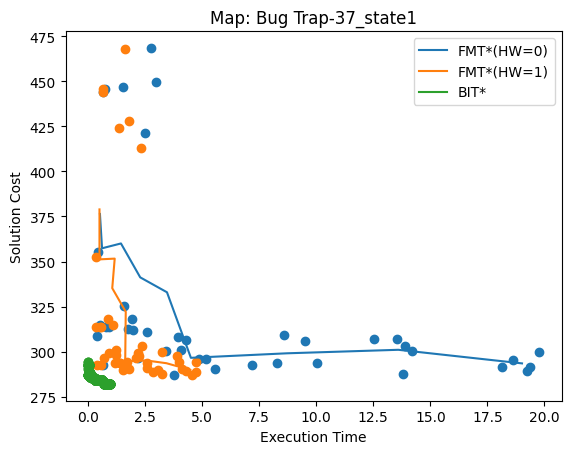 Map: Bug Trap-37_state1
475
450
425
400
375
350
325
300
275
Solution Cost
FMT*(HW=0)
FMT*(HW=1)
BIT*
0.0 2.5 5.0 7.5 10.0 12.5 15.0 17.5 20.0
Execution Time